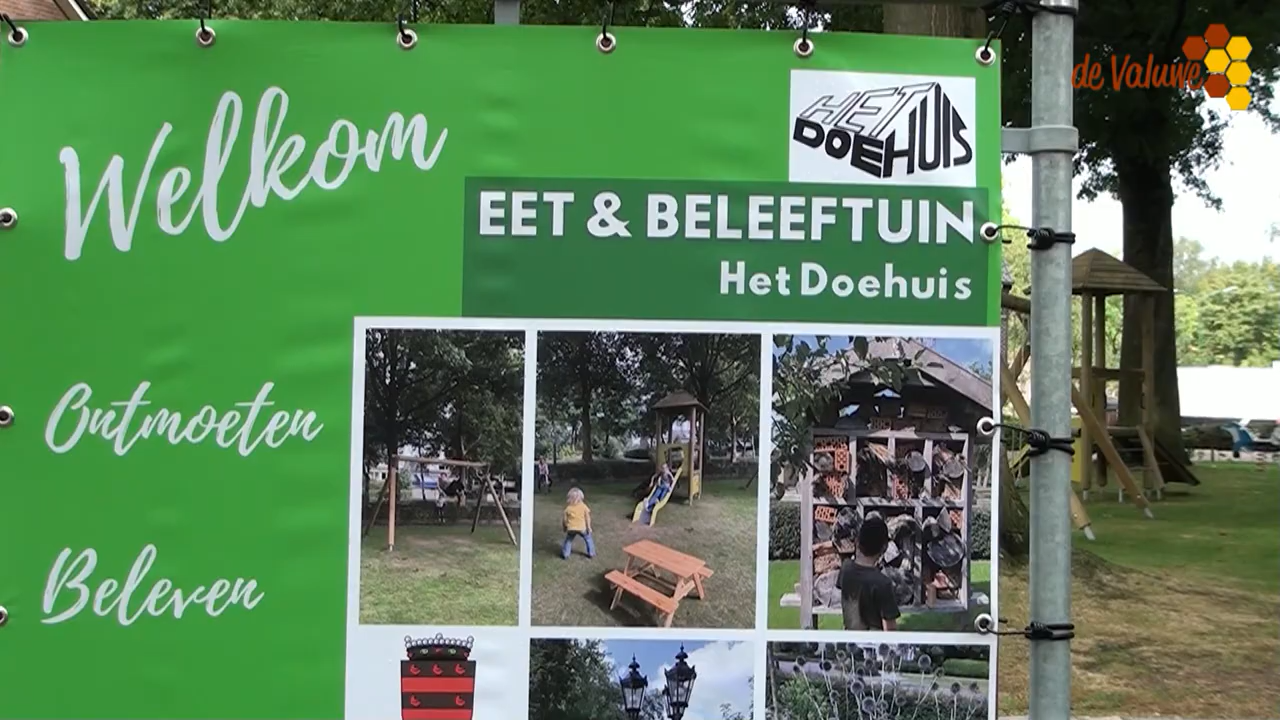 de Valuwe
HET
DOEHUIS
Welkom
EET & BELEEFTUIN
Het Doehuis
Ontmoeten
Beleven